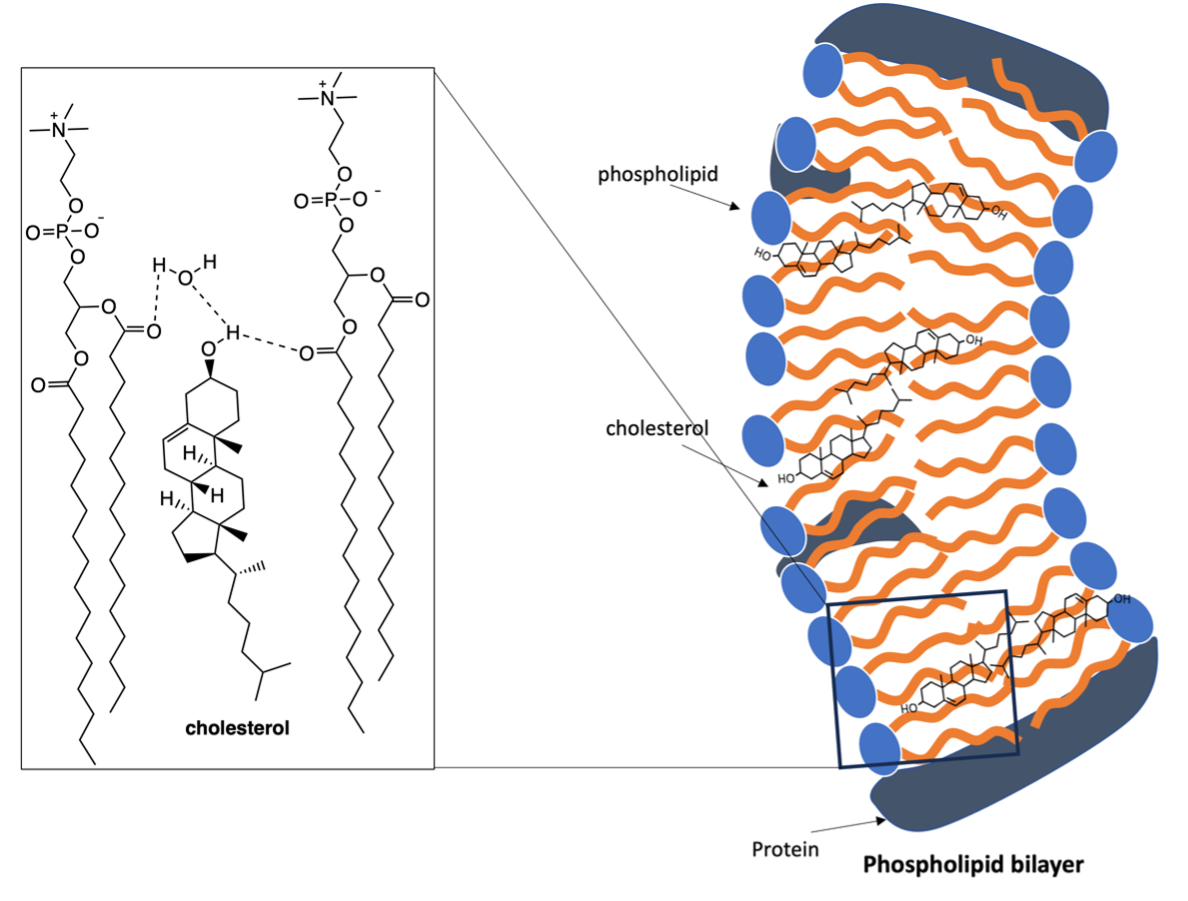 +
N
O
O=P-O
-
O
O
O
O
O
+
N
O
O=P-O
-
O
O
O
O
O
H
O
H
H
O
H
H
H
cholesterol
phospholipid
cholesterol
Protein
OH
HO
OH
HO
OH
HO
Phospholipid bilayer